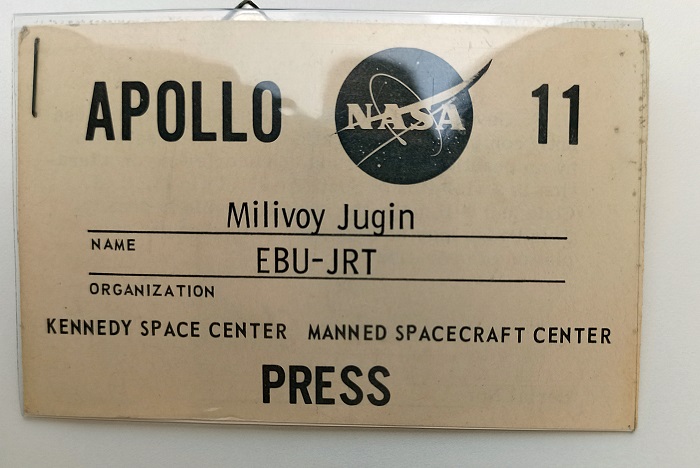 APOLLO NASA 11
Milivoy Jugin
NAME
EBU-JRT
ORGANIZATION
KENNEDY SPACE CENTER MANNED SPACECRAFT CENTER
PRESS